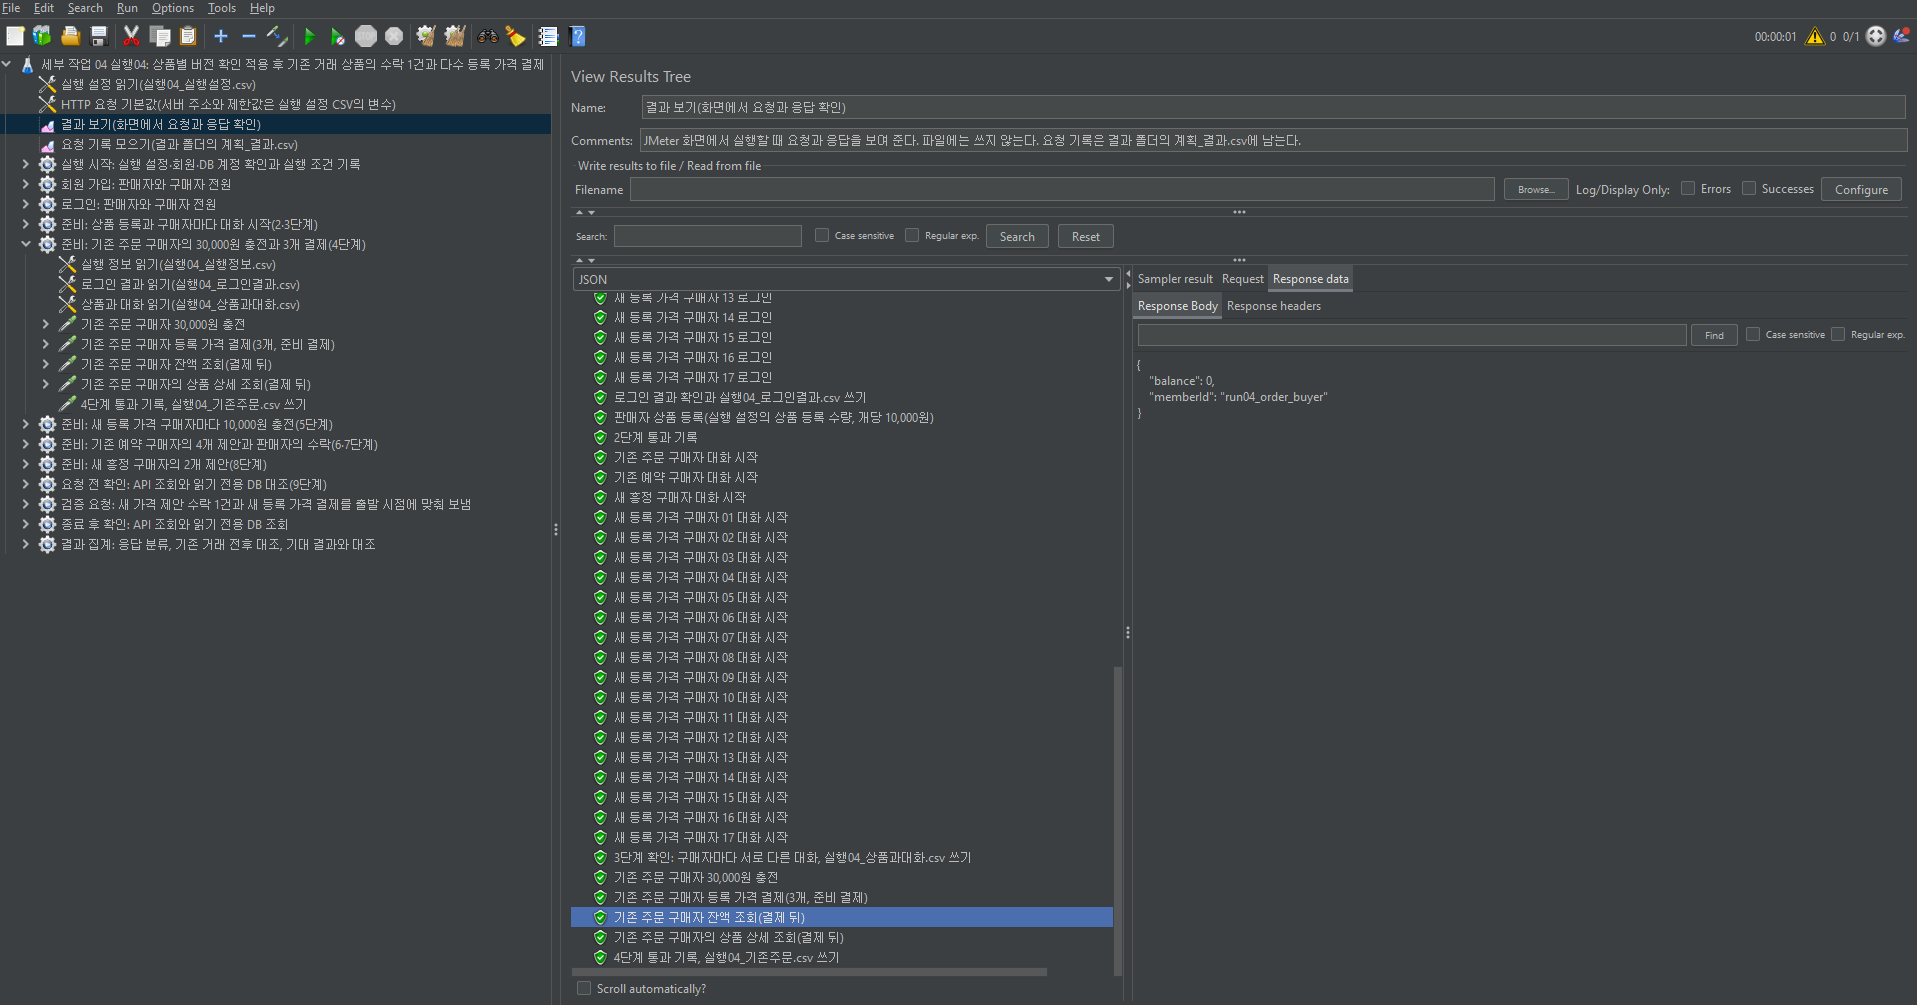 File Edit Search Run Options Tools Help
00:00:01 0 0/1
세부 작업 04 실행04: 상품별 버전 확인 적용 후 기존 거래 상품의 수락 1건과 다수 등록 가격 결제
실행 설정 읽기(실행04_실행설정.csv)
HTTP 요청 기본값(서버 주소와 제한값은 실행 설정 CSV의 변수)
결과 보기(화면에서 요청과 응답 확인)
요청 기록 모으기(결과 폴더의 계획_결과.csv)
실행 시작: 실행 설정·회원·DB 계정 확인과 실행 조건 기록
회원 가입: 판매자와 구매자 전원
로그인: 판매자와 구매자 전원
준비: 상품 등록과 구매자마다 대화 시작(2·3단계)
준비: 기존 주문 구매자의 30,000원 충전과 3개 결제(4단계)
실행 정보 읽기(실행04_실행정보.csv)
로그인 결과 읽기(실행04_로그인결과.csv)
상품과 대화 읽기(실행04_상품과대화.csv)
기존 주문 구매자 30,000원 충전
기존 주문 구매자 등록 가격 결제(3개, 준비 결제)
기존 주문 구매자 잔액 조회(결제 뒤)
기존 주문 구매자의 상품 상세 조회(결제 뒤)
4단계 통과 기록, 실행04_기존주문.csv 쓰기
준비: 새 등록 가격 구매자마다 10,000원 충전(5단계)
준비: 기존 예약 구매자의 4개 제안과 판매자의 수락(6·7단계)
준비: 새 흥정 구매자의 2개 제안(8단계)
요청 전 확인: API 조회와 읽기 전용 DB 대조(9단계)
검증 요청: 새 가격 제안 수락 1건과 새 등록 가격 결제를 출발 시점에 맞춰 보냄
종료 후 확인: API 조회와 읽기 전용 DB 조회
결과 집계: 응답 분류, 기존 거래 전후 대조, 기대 결과와 대조
View Results Tree
Name: 결과 보기(화면에서 요청과 응답 확인)
Comments: JMeter 화면에서 실행할 때 요청과 응답을 보여 준다. 파일에는 쓰지 않는다. 요청 기록은 결과 폴더의 계획_결과.csv에 남는다.
Write results to file / Read from file
Filename Browse... Log/Display Only: Errors Successes Configure
Search: Case sensitive Regular exp. Search Reset
JSON
새 등록 가격 구매자 13 로그인
새 등록 가격 구매자 14 로그인
새 등록 가격 구매자 15 로그인
새 등록 가격 구매자 16 로그인
새 등록 가격 구매자 17 로그인
로그인 결과 확인과 실행04_로그인결과.csv 쓰기
판매자 상품 등록(실행 설정의 상품 등록 수량, 개당 10,000원)
2단계 통과 기록
기존 주문 구매자 대화 시작
기존 예약 구매자 대화 시작
새 흥정 구매자 대화 시작
새 등록 가격 구매자 01 대화 시작
새 등록 가격 구매자 02 대화 시작
새 등록 가격 구매자 03 대화 시작
새 등록 가격 구매자 04 대화 시작
새 등록 가격 구매자 05 대화 시작
새 등록 가격 구매자 06 대화 시작
새 등록 가격 구매자 07 대화 시작
새 등록 가격 구매자 08 대화 시작
새 등록 가격 구매자 09 대화 시작
새 등록 가격 구매자 10 대화 시작
새 등록 가격 구매자 11 대화 시작
새 등록 가격 구매자 12 대화 시작
새 등록 가격 구매자 13 대화 시작
새 등록 가격 구매자 14 대화 시작
새 등록 가격 구매자 15 대화 시작
새 등록 가격 구매자 16 대화 시작
새 등록 가격 구매자 17 대화 시작
3단계 확인: 구매자마다 서로 다른 대화, 실행04_상품과대화.csv 쓰기
기존 주문 구매자 30,000원 충전
기존 주문 구매자 등록 가격 결제(3개, 준비 결제)
기존 주문 구매자 잔액 조회(결제 뒤)
기존 주문 구매자의 상품 상세 조회(결제 뒤)
4단계 통과 기록, 실행04_기존주문.csv 쓰기
Scroll automatically?
Sampler result Request Response data
Response Body Response headers
Find Case sensitive Regular exp.
{
"balance": 0,
"memberId": "run04_order_buyer"
}